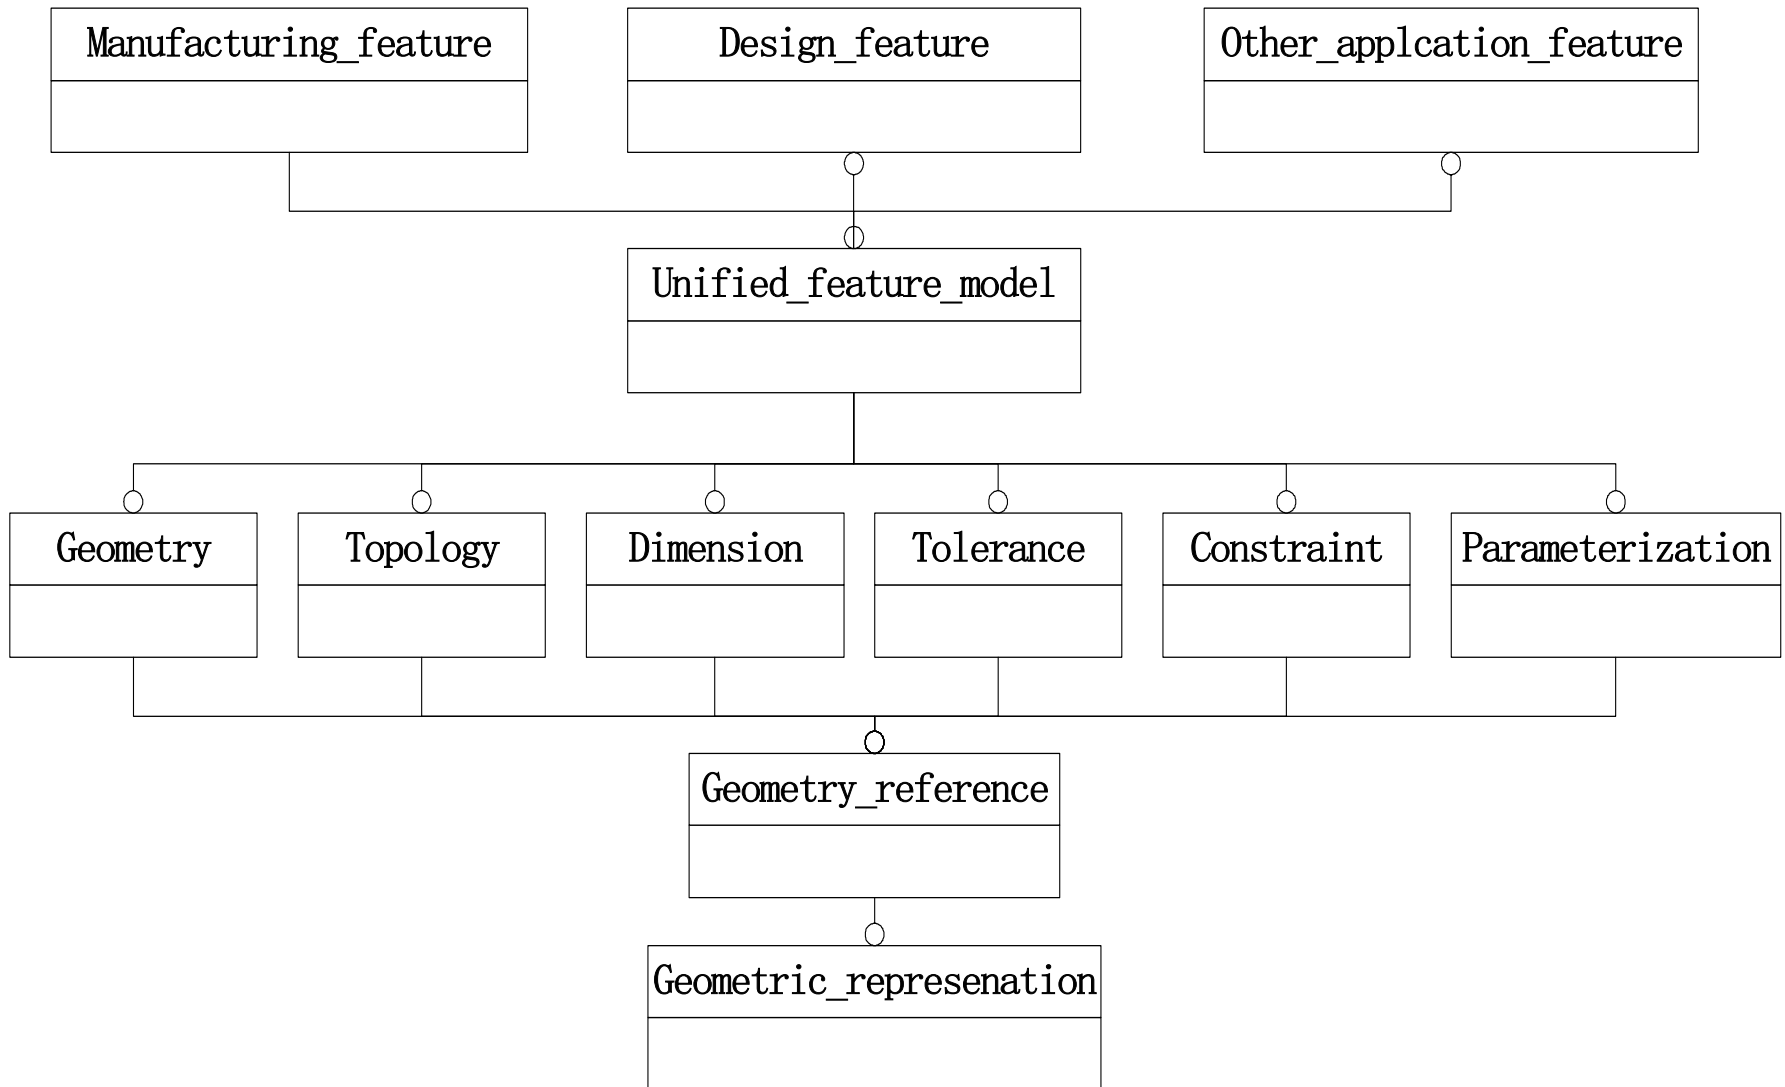 Manufacturing_feature
Design_feature
Other_applcation_feature
Unified_feature_model
Geometry
Topology
Dimension
Tolerance
Constraint
Parameterization
Geometry_reference
Geometric_represenation